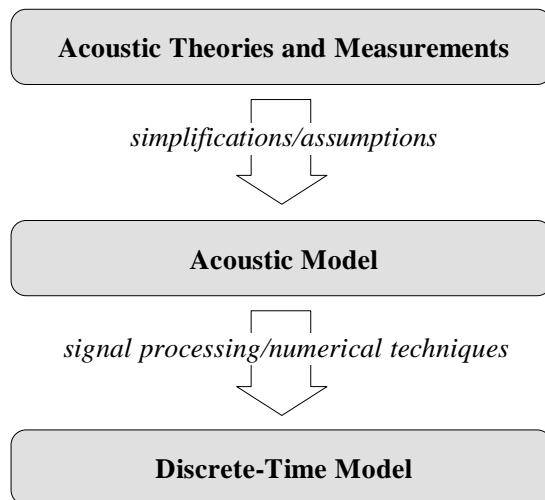 Acoustic Theories and Measurements
simplifications/assumptions
Acoustic Model
signal processing/numerical techniques
Discrete-Time Model